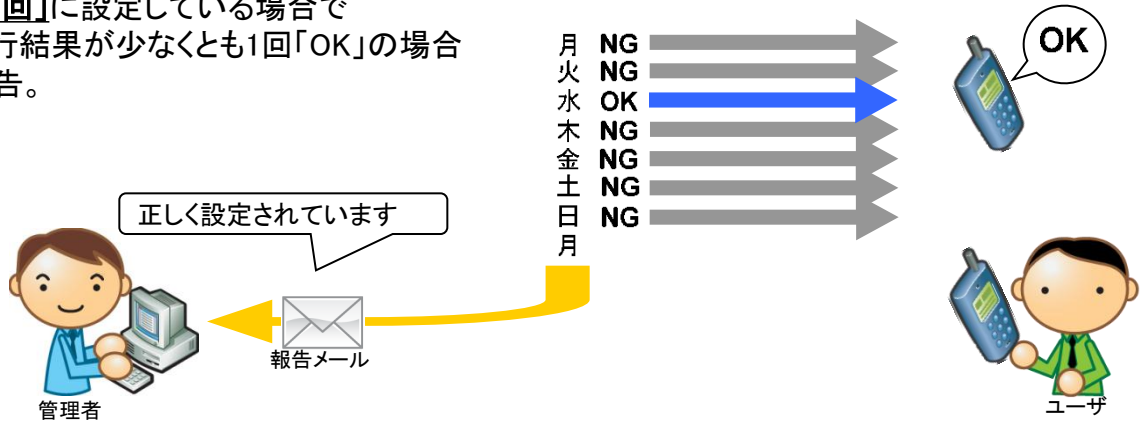 回」に設定している場合で
行結果が少なくとも1回「OK」の場合
告。
月 NG
火 NG
水 OK
木 NG
金 NG
土 NG
日 NG
月
OK
正しく設定されています
報告メール
管理者
ユーザ